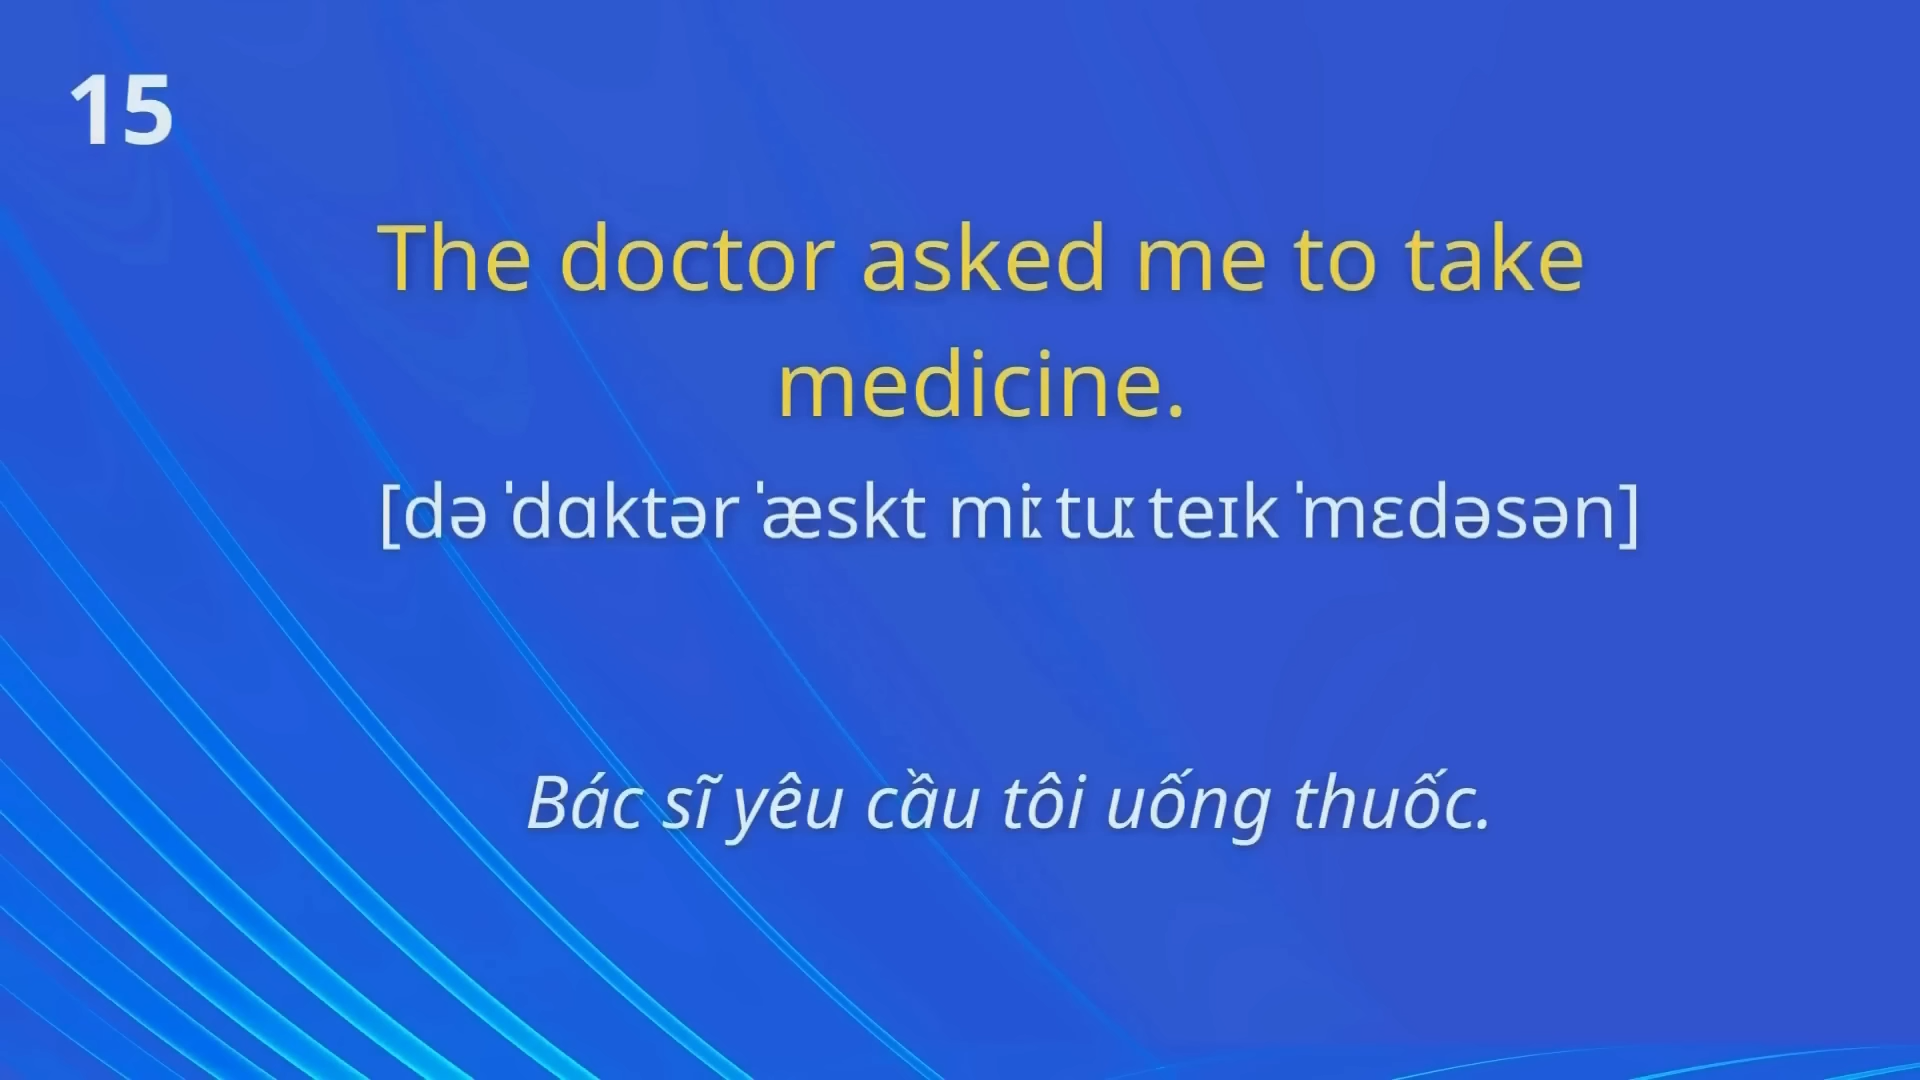 15
The doctor asked me to take
medicine.
[də ˈdɑktər ˈæskt miː tuː teɪk ˈmɛdəsən]
Bác sĩ yêu cầu tôi uống thuốc.